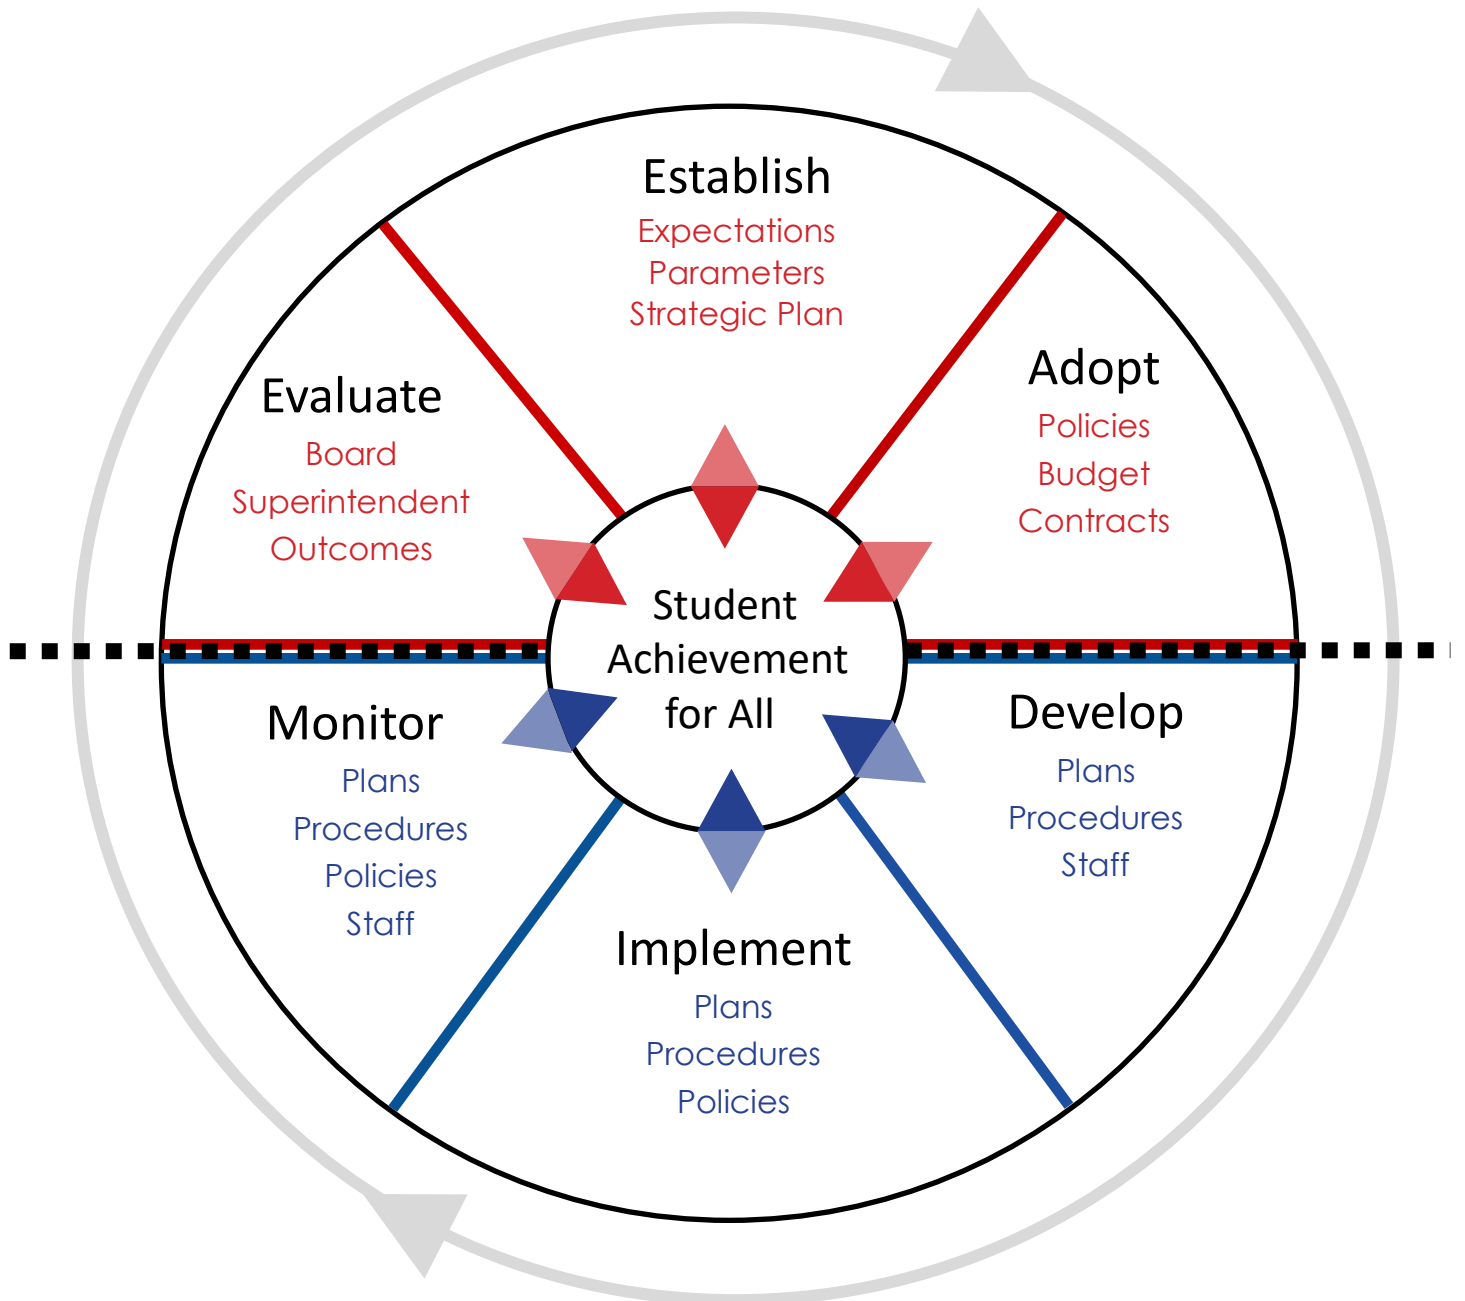 Establish
Expectations
Parameters
Strategic Plan
Adopt
Policies
Budget
Contracts
Develop
Plans
Procedures
Staff
Implement
Plans
Procedures
Policies
Monitor
Plans
Procedures
Policies
Staff
Evaluate
Board
Superintendent
Outcomes
Student
Achievement
for All